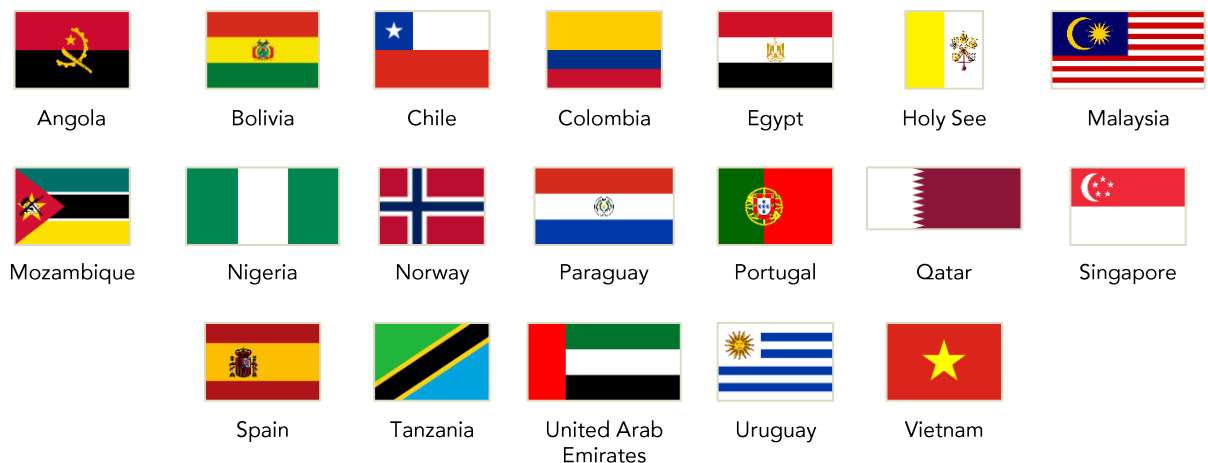 Angola
Bolivia
Chile
Colombia
Egypt
Holy See
Malaysia
Mozambique
Nigeria
Norway
Paraguay
Portugal
Qatar
Singapore
Spain
Tanzania
United Arab
Emirates
Uruguay
Vietnam